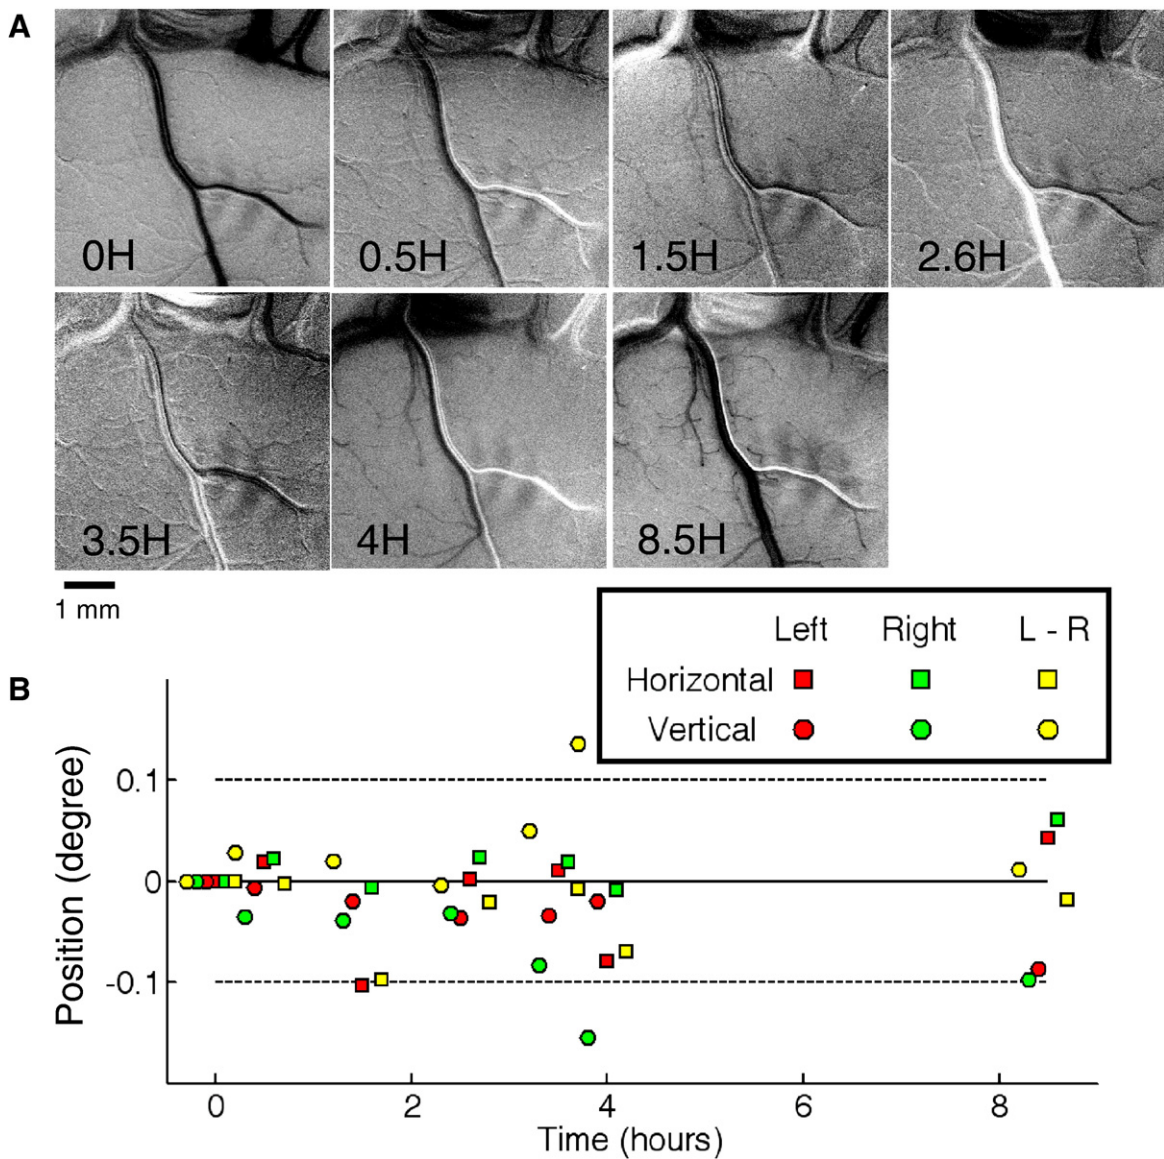 A
0H
0.5H
1.5H
2.6H
3.5H
4H
8.5H
1 mm
Left Right L - R
Horizontal
Vertical
B
Position (degree)
0.1
0
-0.1
0 2 4 6 8
Time (hours)